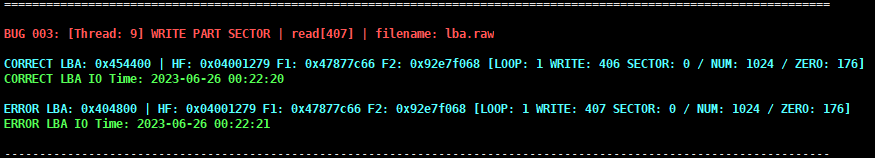 BUG 003: [Thread: 9] WRITE PART SECTOR | read[407] | filename: lba.raw
CORRECT LBA: 0x454400 | HF: 0x04001279 F1: 0x47877c66 F2: 0x92e7f068 [LOOP: 1 WRITE: 406 SECTOR: 0 / NUM: 1024 / ZERO: 176]
CORRECT LBA IO Time: 2023-06-26 00:22:20
ERROR LBA: 0x404800 | HF: 0x04001279 F1: 0x47877c66 F2: 0x92e7f068 [LOOP: 1 WRITE: 407 SECTOR: 0 / NUM: 1024 / ZERO: 176]
ERROR LBA IO Time: 2023-06-26 00:22:21